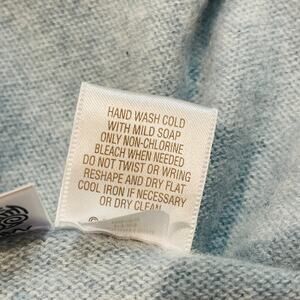 HAND WASH COLD
WITH MILD SOAP
ONLY NON-CHLORINE
BLEACH WHEN NEEDED
DO NOT TWIST OR WRING
RESHAPE AND DRY FLAT
COOL IRON IF NECESSARY
OR DRY CLEAN